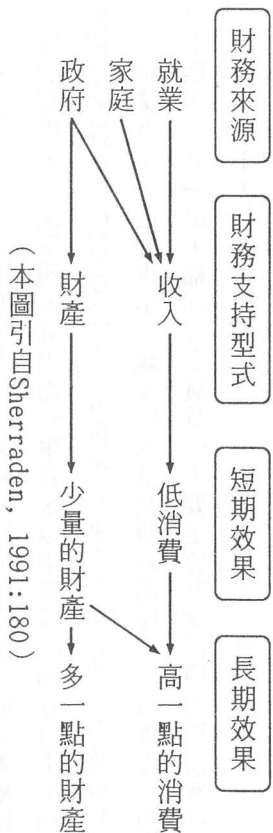 財務來源
財務支持型式
短期效果
長期效果
就業
收入
低消費
高一點的消費
家庭
政府
財產
少量的財產
多一點的財產
(本圖引自Sherraden, 1991:180)